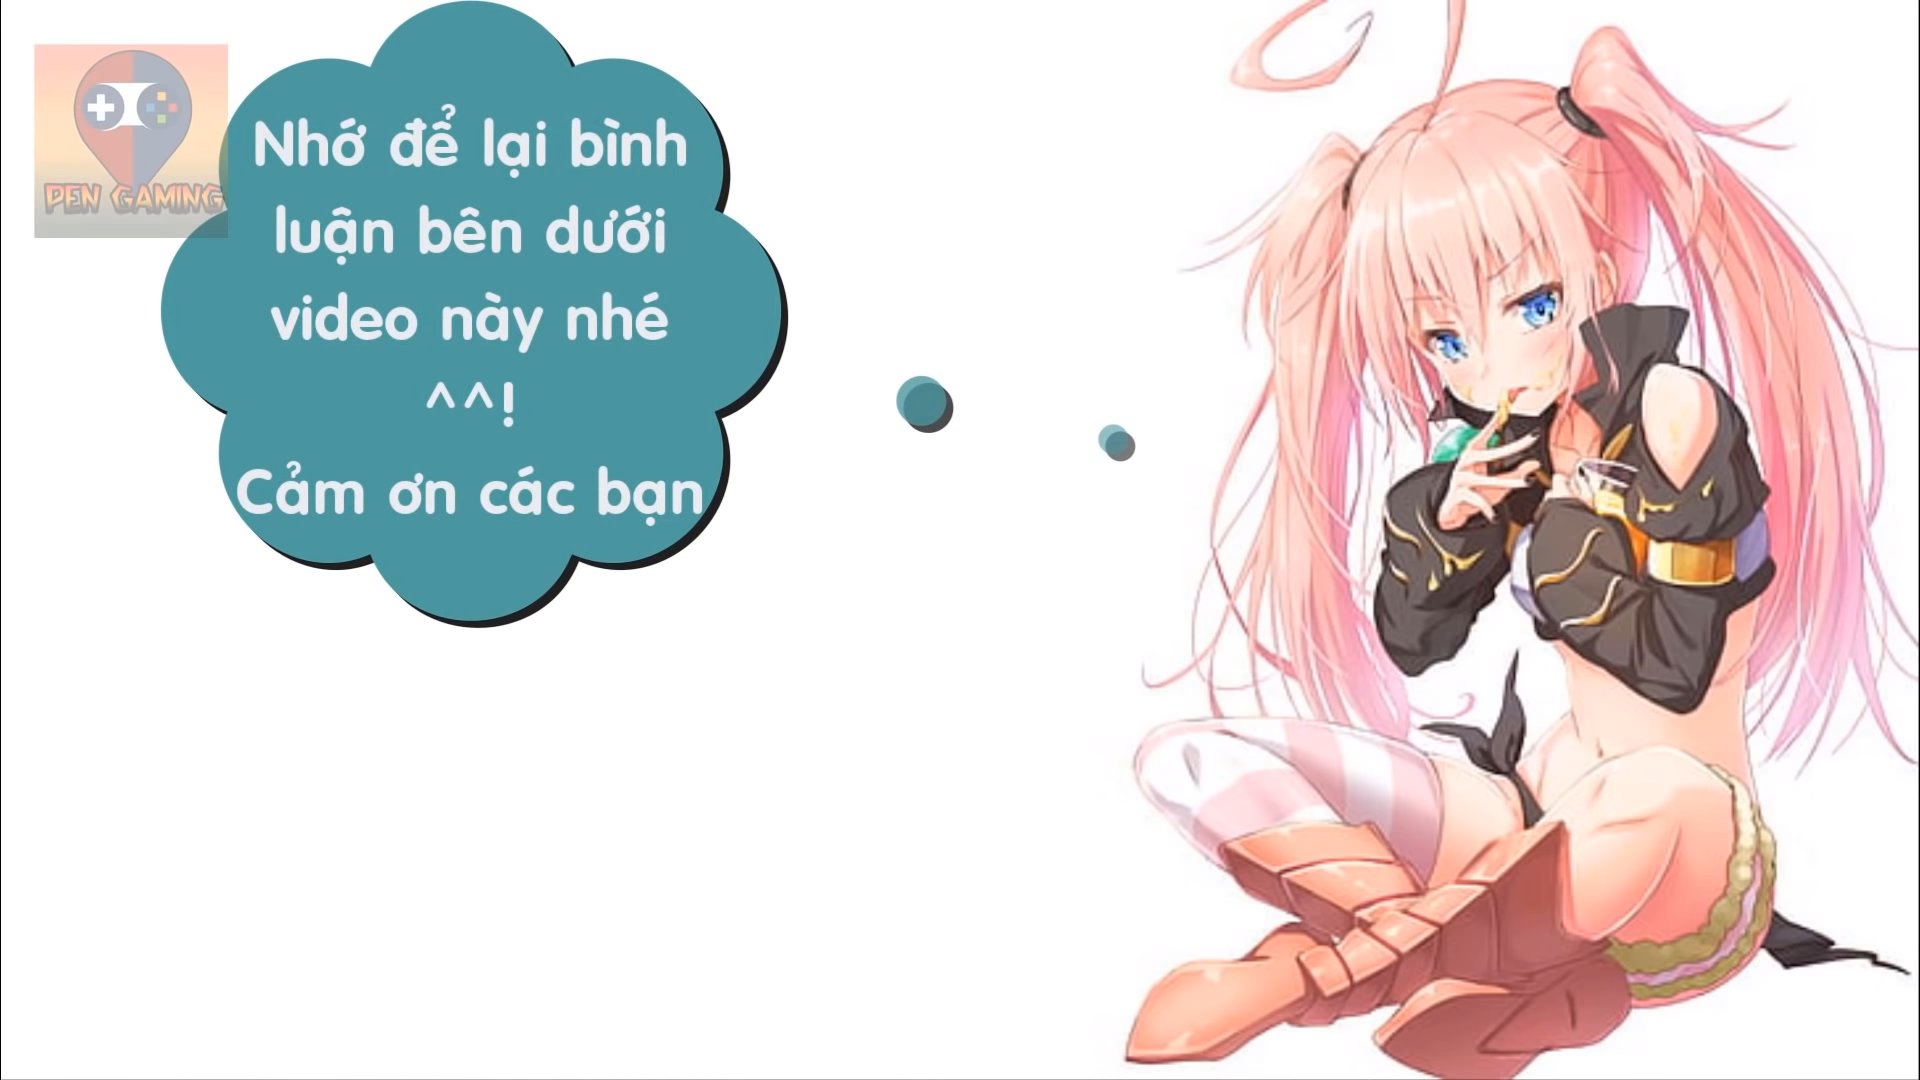 PEN GAMING
Nhớ để lại bình
luận bên dưới
video này nhé
^^!
Cảm ơn các bạn